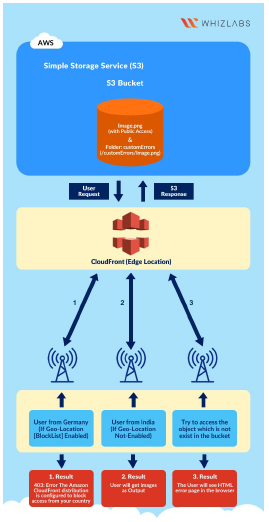 WHIZLABS
AWS
Simple Storage Service (S3)
S3 Bucket
Image.png
(with Public Access)
&
Folder: customErrors
(/customErrors/Image.png)
User
Request
S3
Response
CloudFront (Edge Location)
1
2
3
User from Germany
(If Geo-Location
[BlockList] Enabled)
User from India
(If Geo-Location
Not-Enabled)
Try to access the
object which is not
exist in the bucket
1. Result
403: Error The Amazon
CloudFront distribution
is configured to block
access from your country
2. Result
User will get Images
as Output
3. Result
The User will see HTML
error page in the browser